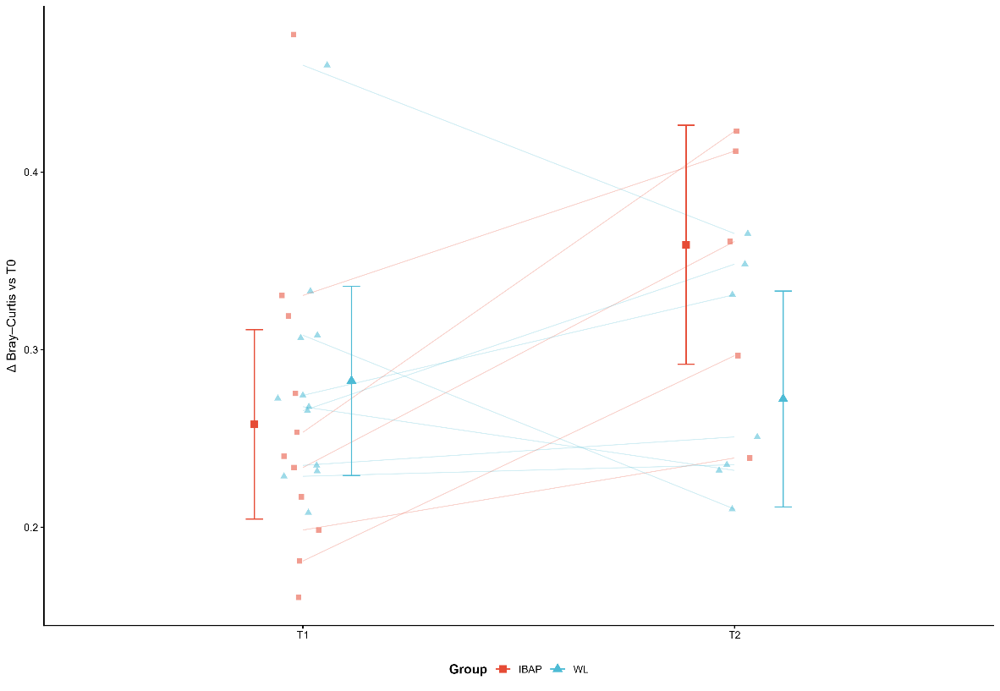 Δ Bray–Curtis vs T0
0.4
0.3
0.2
T1 T2
Group IBAP WL